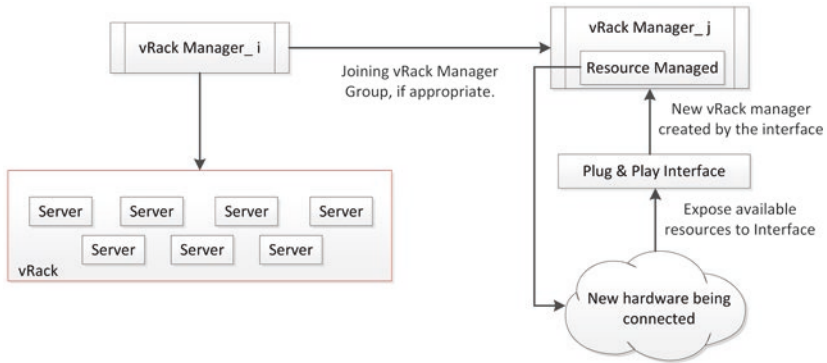 vRack Manager_ i
Joining vRack Manager
Group, if appropriate.
vRack Manager_ j
Resource Managed
New vRack manager
created by the interface
Plug & Play Interface
Expose available
resources to Interface
New hardware being
connected
Server Server Server Server
Server Server Server
vRack